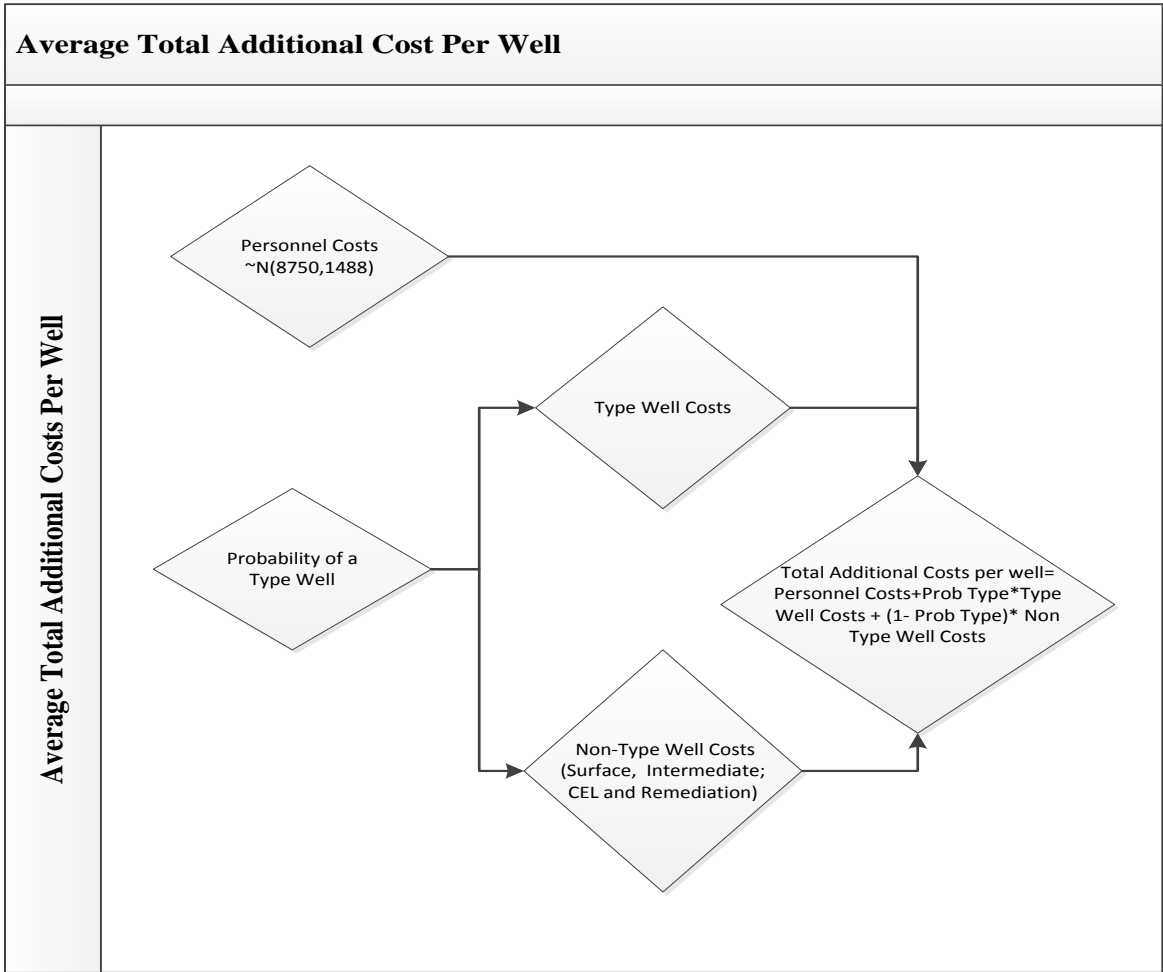 Average Total Additional Cost Per Well
Average Total Additional Costs Per Well
Personnel Costs
~N(8750,1488)
Type Well Costs
Probability of a
Type Well
Total Additional Costs per well=
Personnel Costs+Prob Type*Type
Well Costs + (1- Prob Type)* Non
Type Well Costs
Non-Type Well Costs
(Surface, Intermediate;
CEL and Remediation)